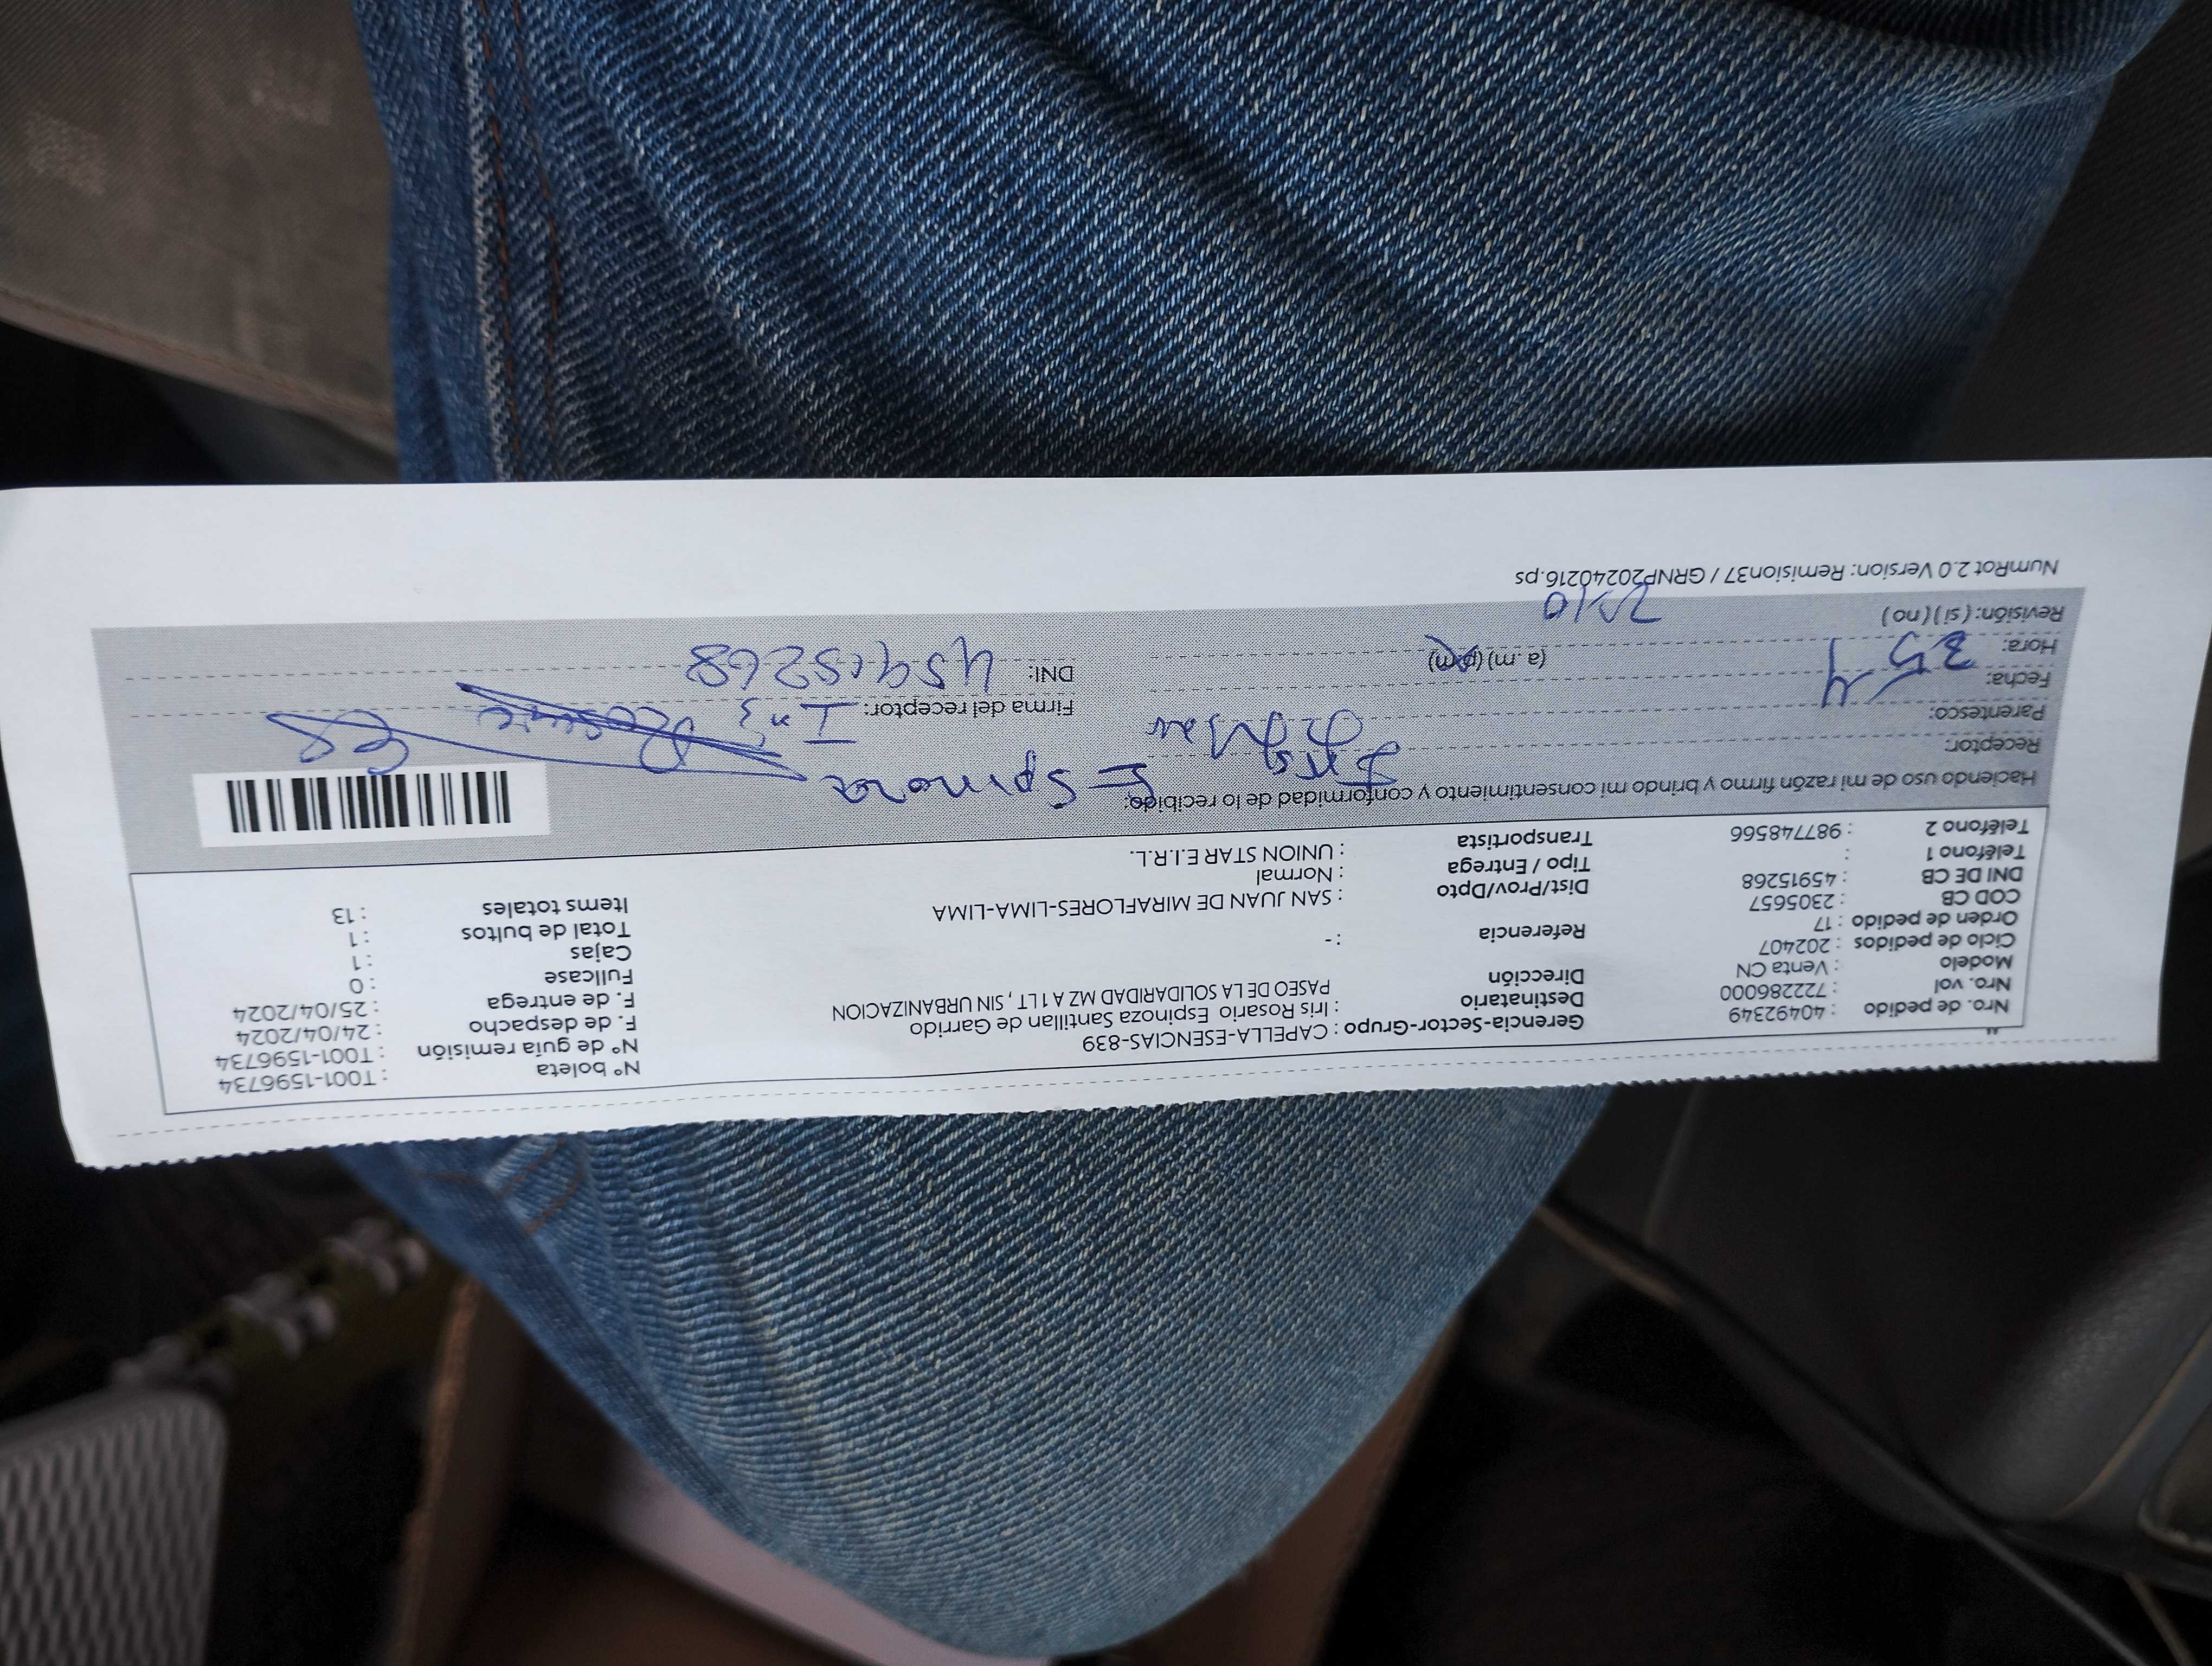 Nro. de pedido : 40492349
Nro. vol : 722286000
Modelo : Venta CN
Ciclo de pedidos : 202407
Orden de pedido : 17
COD CB : 2305657
DNI DE CB : 45915268
Teléfono 1 :
Teléfono 2 : 987748566
Gerencia-Sector-Grupo : CAPELLA-ESENCIAS-839
Destinatario : Iris Rosario Espinoza Santillan de Garrido
Dirección PASEO DE LA SOLIDARIDAD MZ A 1 LT , SIN URBANIZACION
Referencia : -
Dist/Prov/Dpto : SAN JUAN DE MIRAFLORES-LIMA-LIMA
Tipo / Entrega : Normal
Transportista : UNION STAR E.I.R.L.
N° boleta : T001-1596734
N° de guia remisión : T001-1596734
F. de despacho : 24/04/2024
F. de entrega : 25/04/2024
Fullcase : 0
Cajas : 1
Total de bultos : 1
Items totales : 13
Haciendo uso de mi razón firmo y brindo mi consentimiento y conformidad de lo recibido:
Receptor: Iris Espinoza
Parentesco:
Fecha: 25 4
Hora: 3 (a. m) (pm)
Revisión: ( si ) ( no )
Firma del receptor:
DNI: 45915268
NumRot 2.0 Version: Remision37 / GRNP20240216.ps